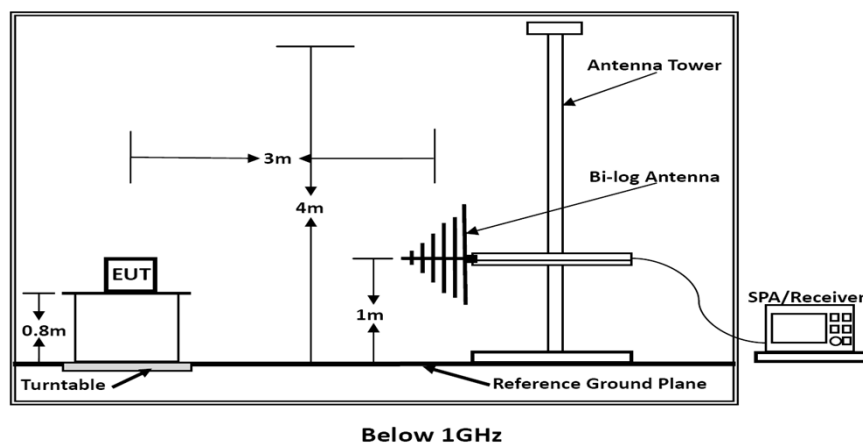 Antenna Tower
3m
Bi-log Antenna
4m
EUT
SPA/Receiver
0.8m
1m
Turntable
Reference Ground Plane
Below 1GHz